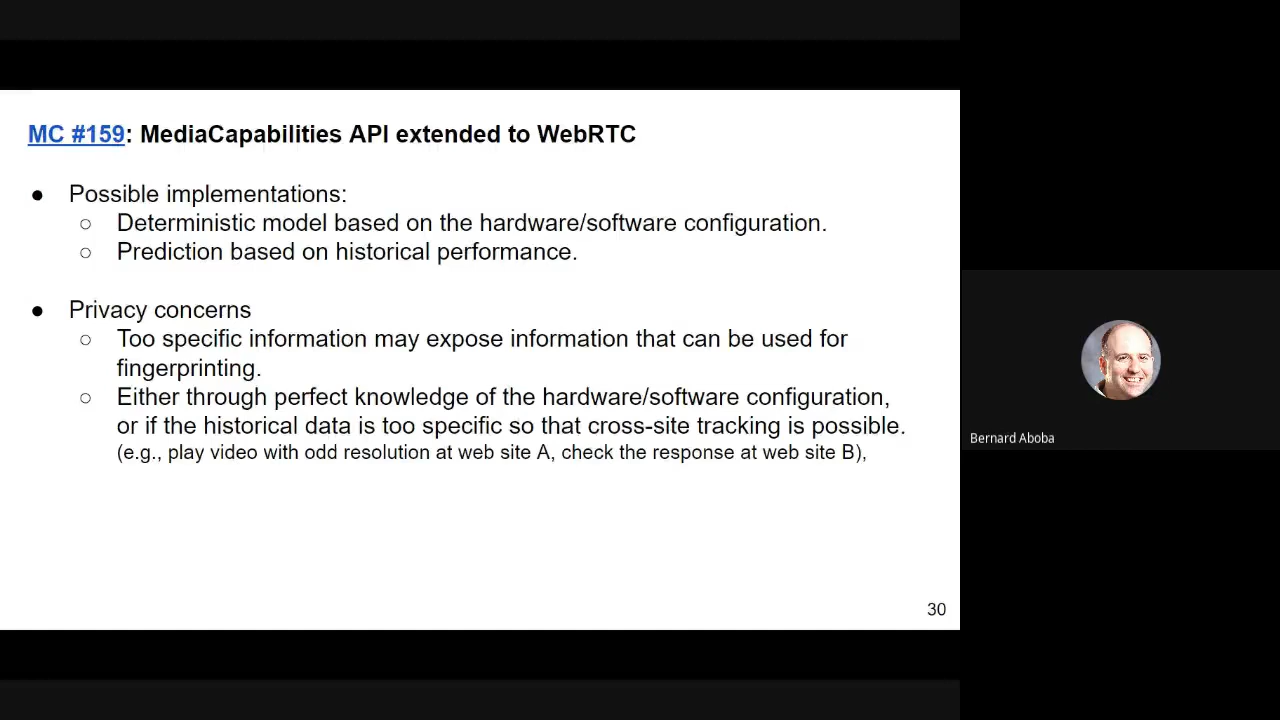 MC #159: MediaCapabilities API extended to WebRTC
● Possible implementations:
○ Deterministic model based on the hardware/software configuration.
○ Prediction based on historical performance.
● Privacy concerns
○ Too specific information may expose information that can be used for
fingerprinting.
○ Either through perfect knowledge of the hardware/software configuration,
or if the historical data is too specific so that cross-site tracking is possible.
(e.g., play video with odd resolution at web site A, check the response at web site B),
30
Bernard Aboba